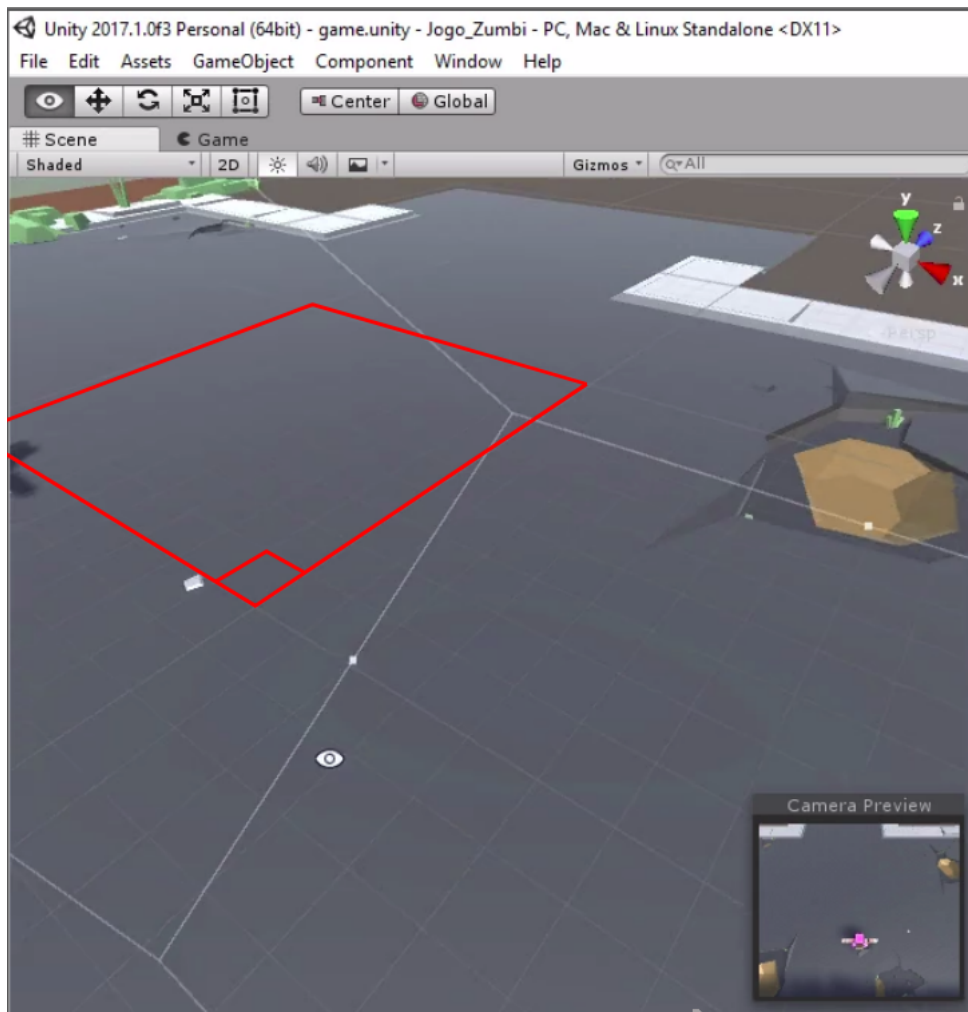 Unity 2017.1.0f3 Personal (64bit) - game.unity - Jogo_Zumbi - PC, Mac & Linux Standalone <DX11>
File Edit Assets GameObject Component Window Help
Center Global
Scene Game
Shaded 2D Gizmos All
y
z
x
Persp
Camera Preview